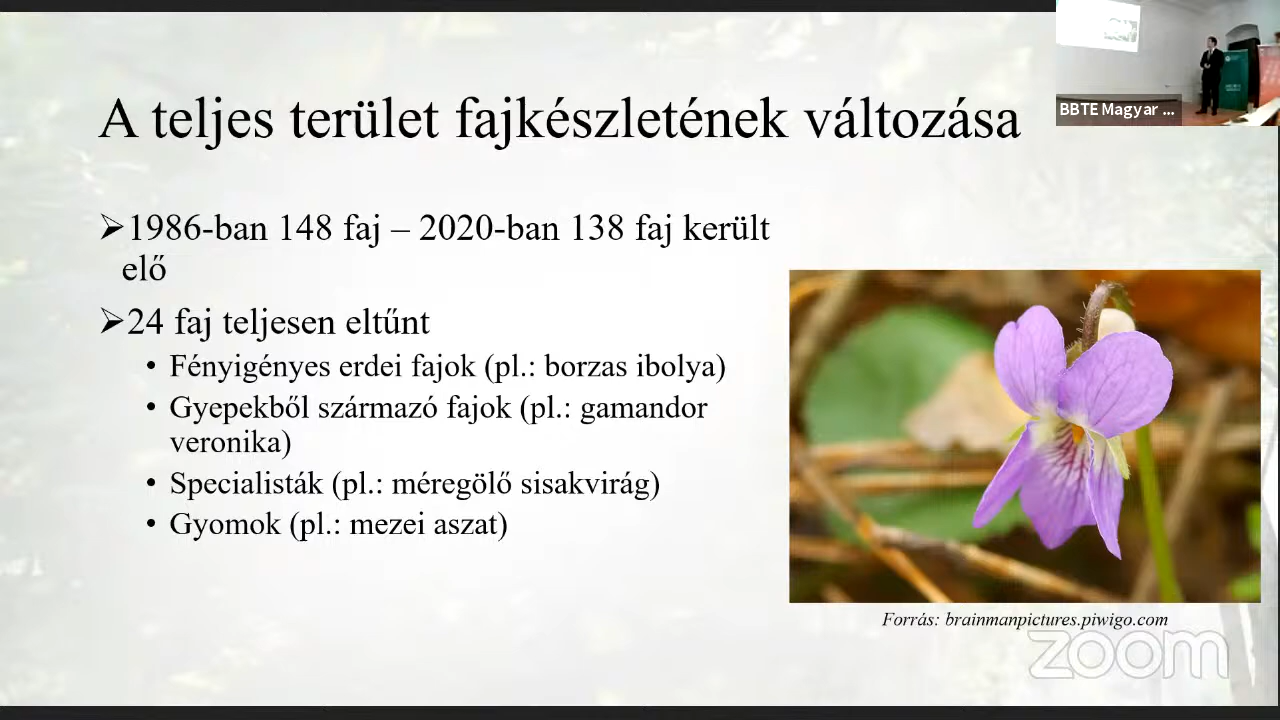 A teljes terület fajkészletének változása
BBTE Magyar ...
➢1986-ban 148 faj – 2020-ban 138 faj került
elő
➢24 faj teljesen eltűnt
• Fényigényes erdei fajok (pl.: borzas ibolya)
• Gyepekből származó fajok (pl.: gamandor
veronika)
• Specialisták (pl.: méregölő sisakvirág)
• Gyomok (pl.: mezei aszat)
Forrás: brainmanpictures.piwigo.com
zoom